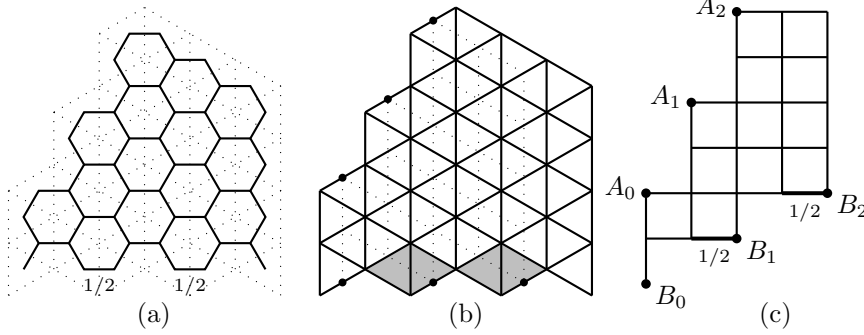 A₂
A₁
A₀
B₂
1/2
B₁
1/2
B₀
1/2 1/2
(a) (b) (c)